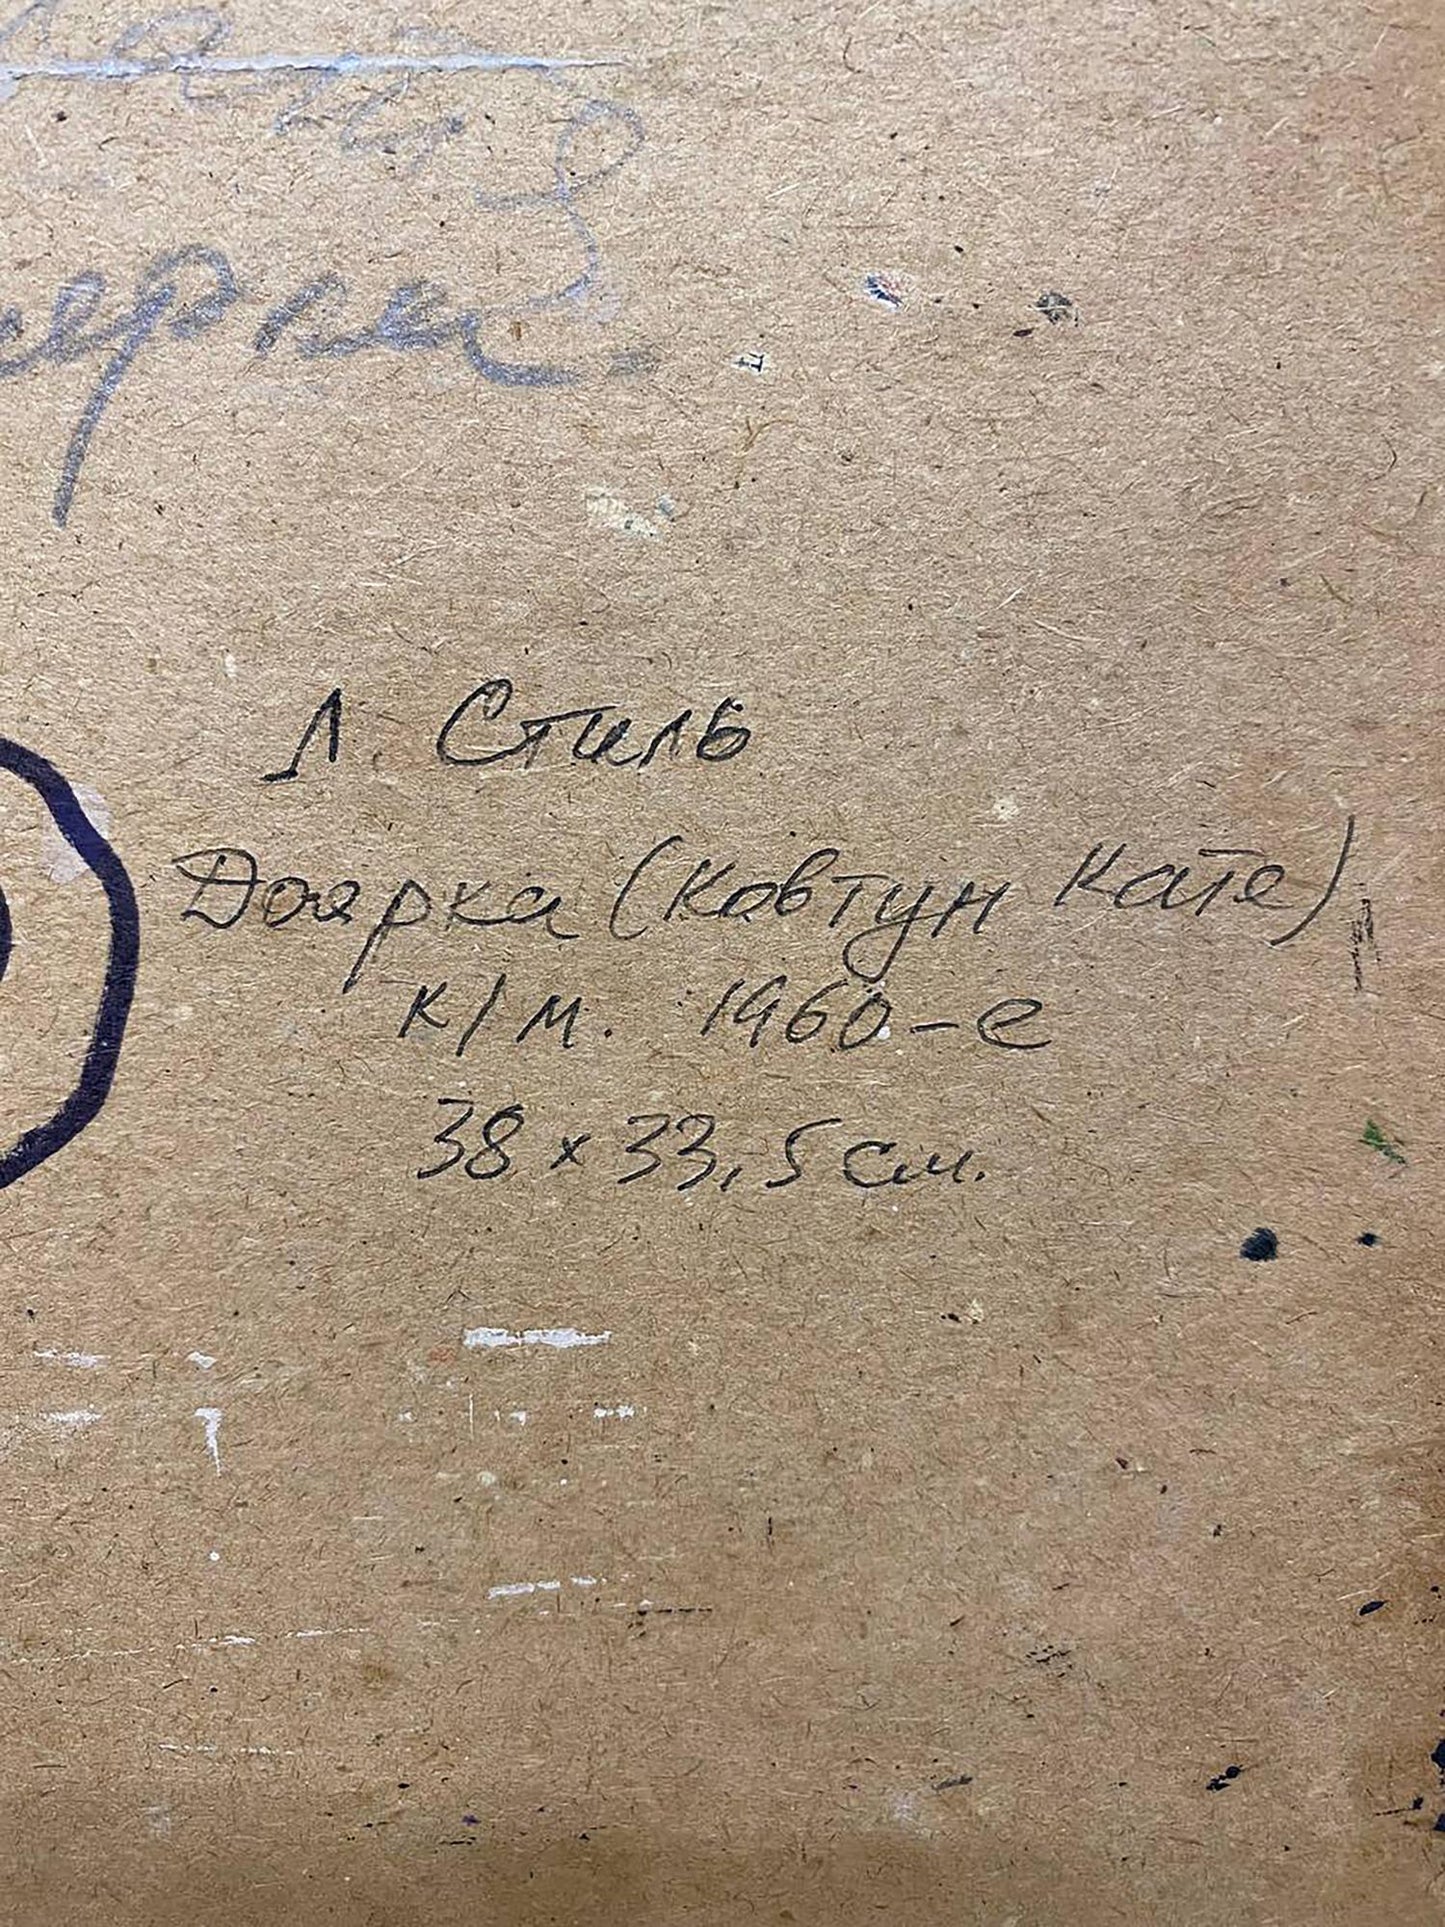 Л. Стиль
Доярка (Ковтун Катя)
к/м. 1960-е
38 x 33,5 см.